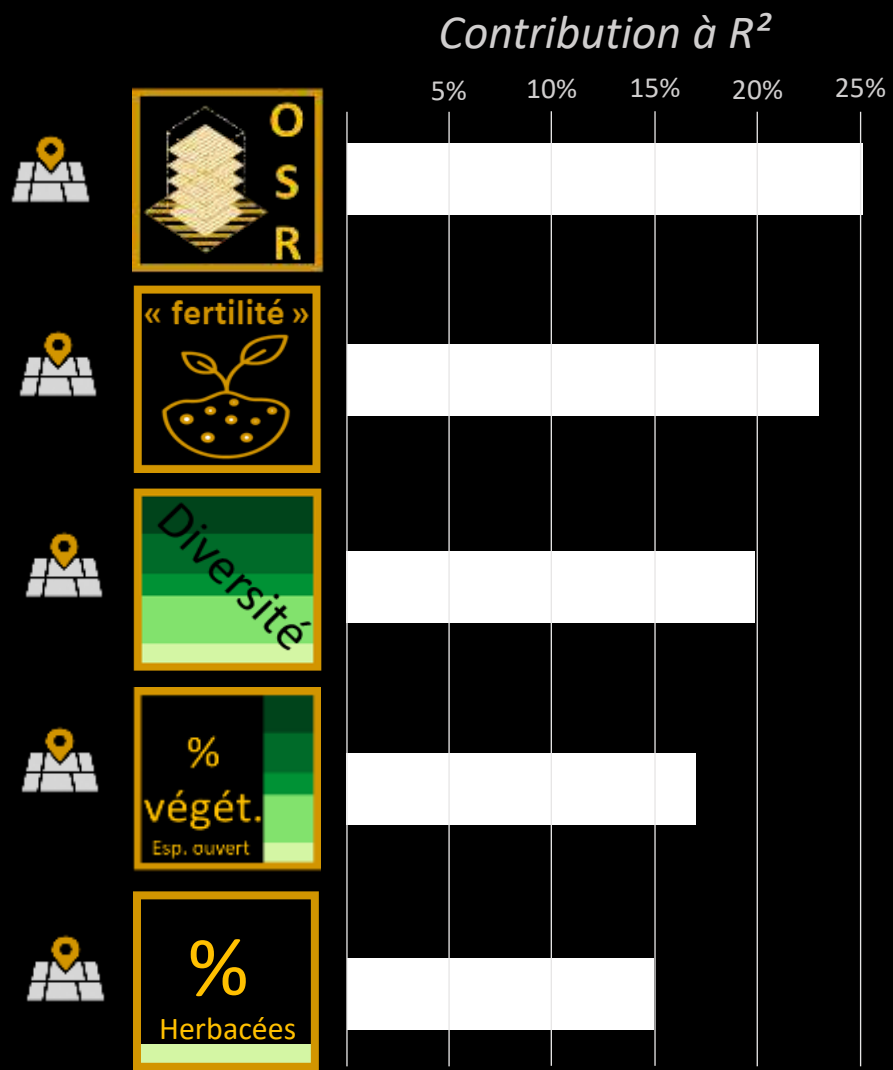 Contribution à R²
5% 10% 15% 20% 25%
O
S
R
« fertilité »
Diversité
%
végét.
Esp. ouvert
%
Herbacées